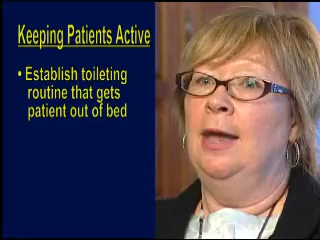 Keeping Patients Active
• Establish toileting
routine that gets
patient out of bed